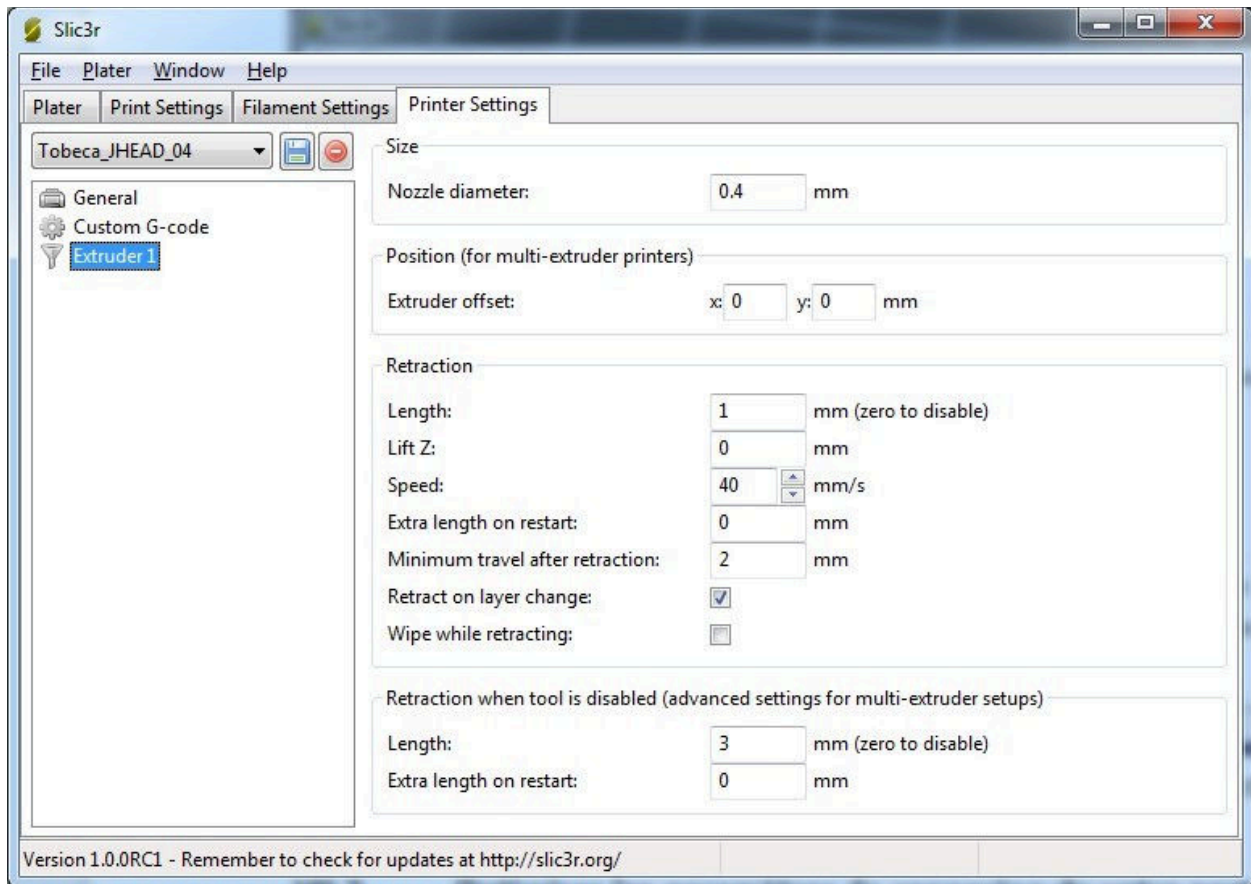 Slic3r
File Plater Window Help
Plater Print Settings Filament Settings Printer Settings
Tobeca_JHEAD_04
General
Custom G-code
Extruder 1
Size
Nozzle diameter: 0.4 mm
Position (for multi-extruder printers)
Extruder offset: x: 0 y: 0 mm
Retraction
Length: 1 mm (zero to disable)
Lift Z: 0 mm
Speed: 40 mm/s
Extra length on restart: 0 mm
Minimum travel after retraction: 2 mm
Retract on layer change:
Wipe while retracting:
Retraction when tool is disabled (advanced settings for multi-extruder setups)
Length: 3 mm (zero to disable)
Extra length on restart: 0 mm
Version 1.0.0RC1 - Remember to check for updates at http://slic3r.org/